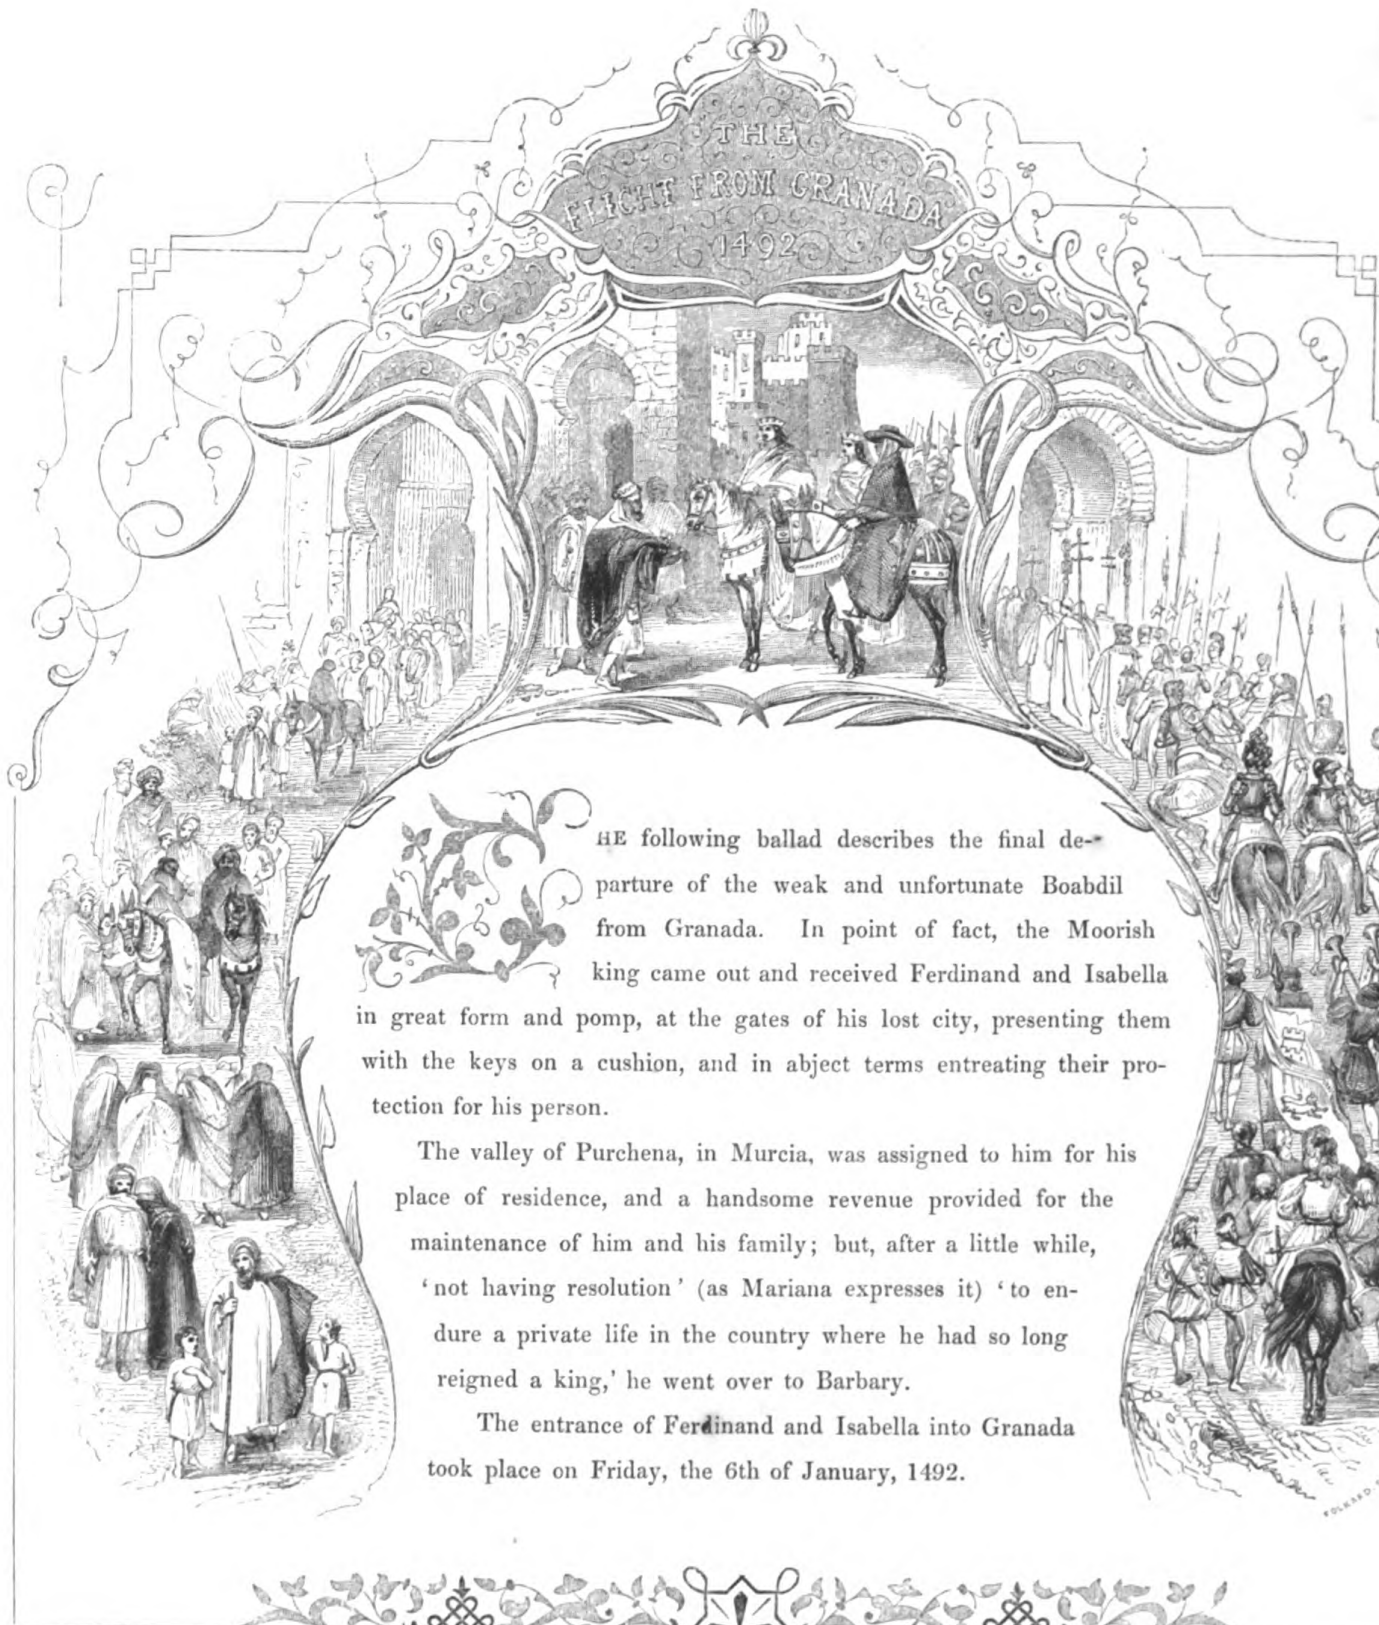 THE
FLIGHT FROM GRANADA
1492
THE following ballad describes the final de-
parture of the weak and unfortunate Boabdil
from Granada. In point of fact, the Moorish
king came out and received Ferdinand and Isabella
in great form and pomp, at the gates of his lost city, presenting them
with the keys on a cushion, and in abject terms entreating their pro-
tection for his person.
The valley of Purchena, in Murcia, was assigned to him for his
place of residence, and a handsome revenue provided for the
maintenance of him and his family; but, after a little while,
‘not having resolution’ (as Mariana expresses it) ‘to en-
dure a private life in the country where he had so long
reigned a king,’ he went over to Barbary.
The entrance of Ferdinand and Isabella into Granada
took place on Friday, the 6th of January, 1492.
FOLKARD